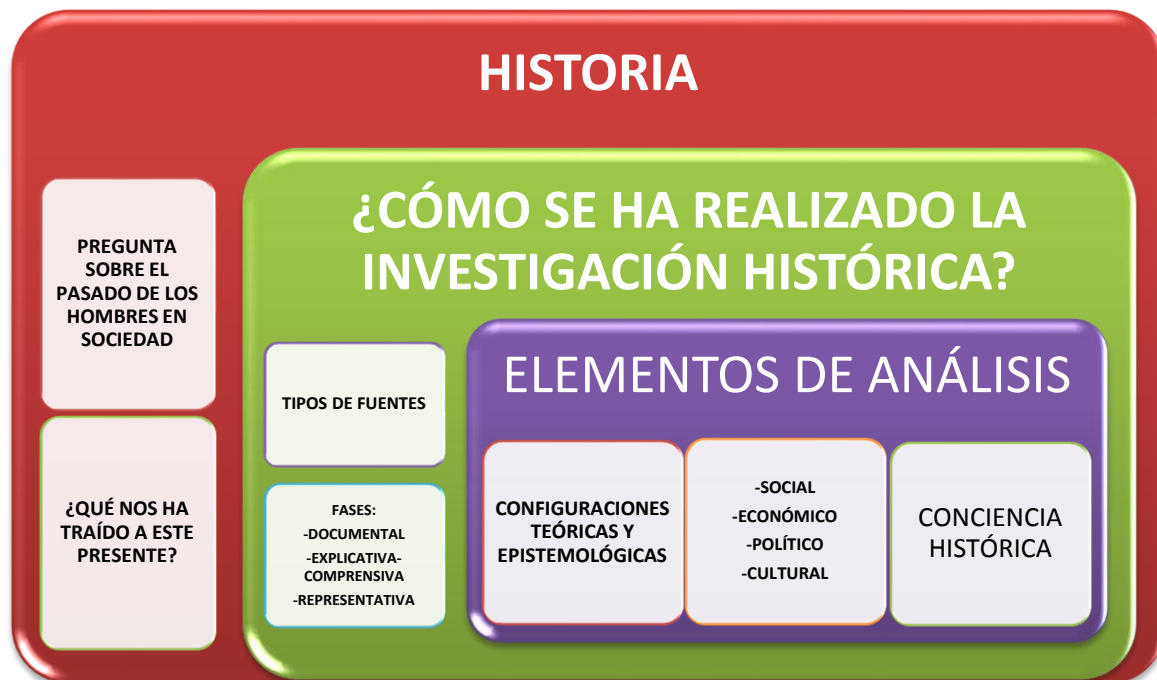 HISTORIA
PREGUNTA
SOBRE EL
PASADO DE LOS
HOMBRES EN
SOCIEDAD
¿QUÉ NOS HA
TRAÍDO A ESTE
PRESENTE?
¿CÓMO SE HA REALIZADO LA
INVESTIGACIÓN HISTÓRICA?
TIPOS DE FUENTES
FASES:
-DOCUMENTAL
-EXPLICATIVA-
COMPRENSIVA
-REPRESENTATIVA
ELEMENTOS DE ANÁLISIS
CONFIGURACIONES
TEÓRICAS Y
EPISTEMOLÓGICAS
-SOCIAL
-ECONÓMICO
-POLÍTICO
-CULTURAL
CONCIENCIA
HISTÓRICA